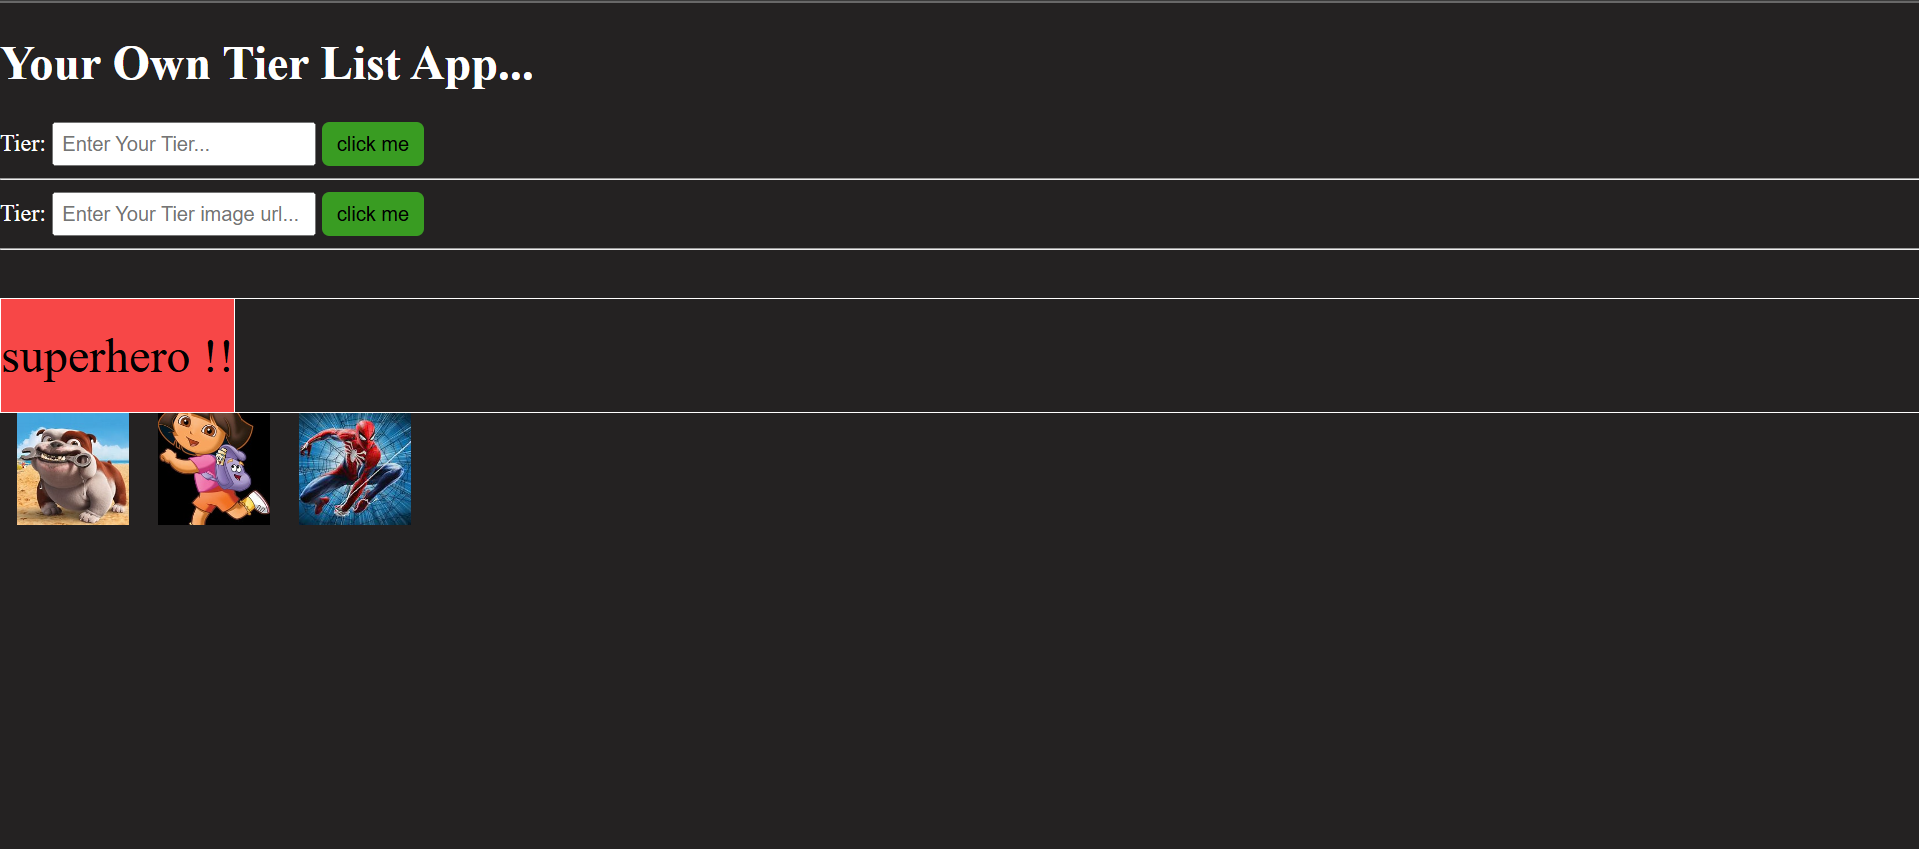 Your Own Tier List App...
Tier: Enter Your Tier... click me
Tier: Enter Your Tier image url... click me
superhero !!